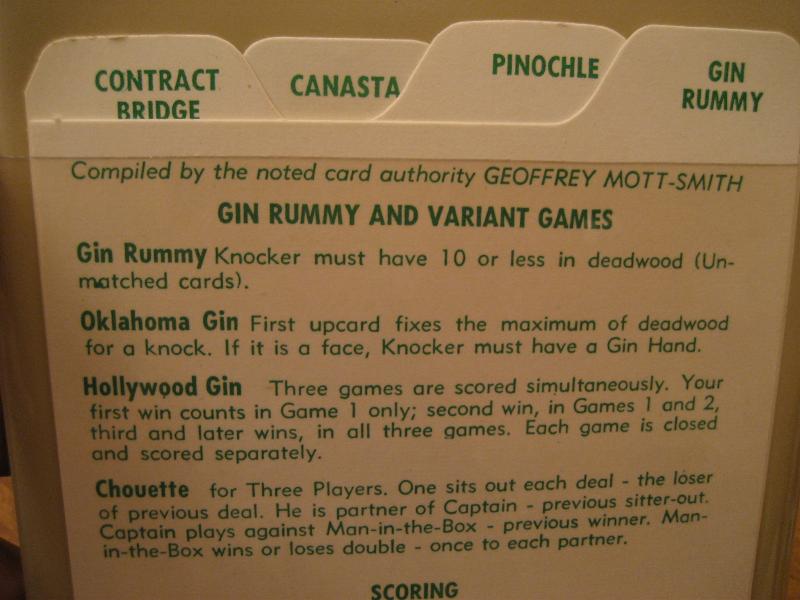 CONTRACT
BRIDGE
CANASTA
PINOCHLE
GIN
RUMMY
Compiled by the noted card authority GEOFFREY MOTT-SMITH
GIN RUMMY AND VARIANT GAMES
Gin Rummy Knocker must have 10 or less in deadwood (Un-
matched cards).
Oklahoma Gin First upcard fixes the maximum of deadwood
for a knock. If it is a face, Knocker must have a Gin Hand.
Hollywood Gin Three games are scored simultaneously. Your
first win counts in Game 1 only; second win, in Games 1 and 2,
third and later wins, in all three games. Each game is closed
and scored separately.
Chouette for Three Players. One sits out each deal - the loser
of previous deal. He is partner of Captain - previous sitter-out.
Captain plays against Man-in-the-Box - previous winner. Man-
in-the-Box wins or loses double - once to each partner.
SCORING